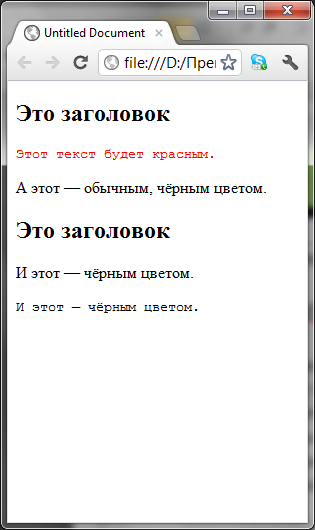 Untitled Document
file:///D:/Пре
Это заголовок
Этот текст будет красным.
А этот — обычным, чёрным цветом.
Это заголовок
И этот — чёрным цветом.
И этот — чёрным цветом.